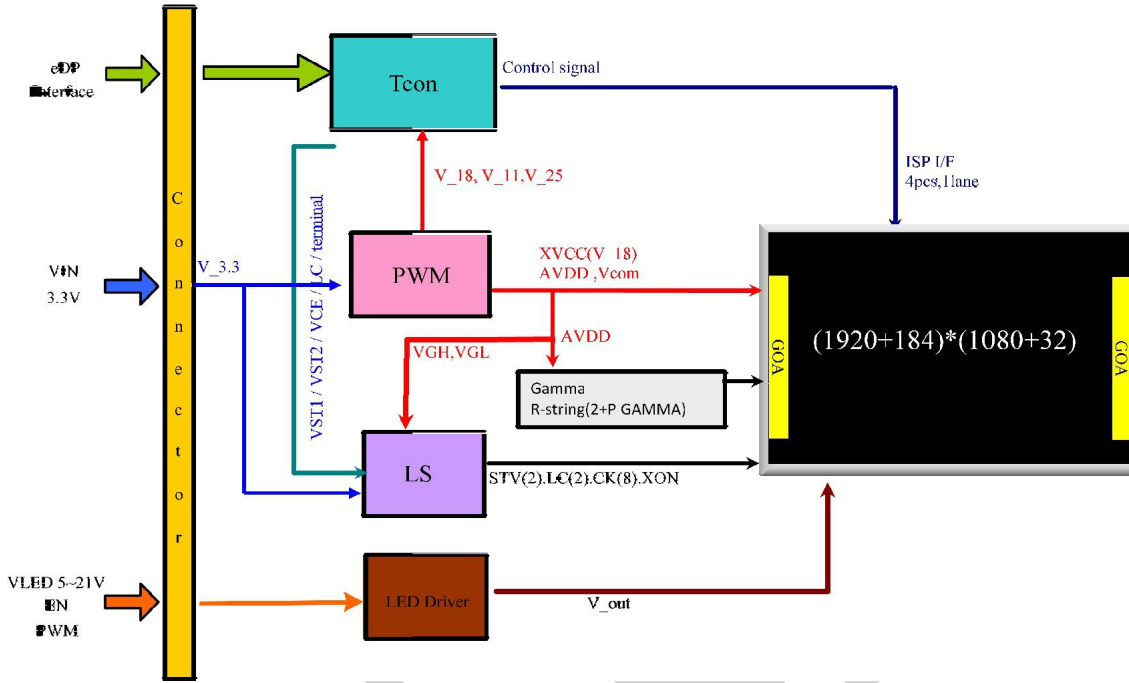 eDP
Interface
Connector
VIN
3.3V
VLED 5~21V
EN
PWM
Tcon
Control signal
ISP I/F
4pcs,1lane
V_18, V_11,V_25
V_3.3
VST1 / VST2 / VCE / LC / terminal
PWM
XVCC(V_18)
AVDD ,Vcom
VGH,VGL
AVDD
Gamma
R-string(2+P GAMMA)
GOA
(1920+184)*(1080+32)
GOA
LS
STV(2).LC(2).CK(8).XON
LED Driver
V_out